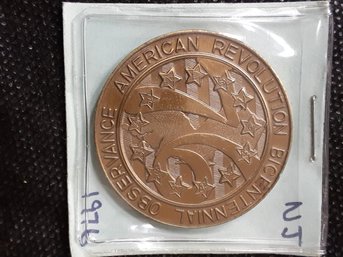 AMERICAN REVOLUTION BICENTENNIAL OBSERVANCE
NJ
1976